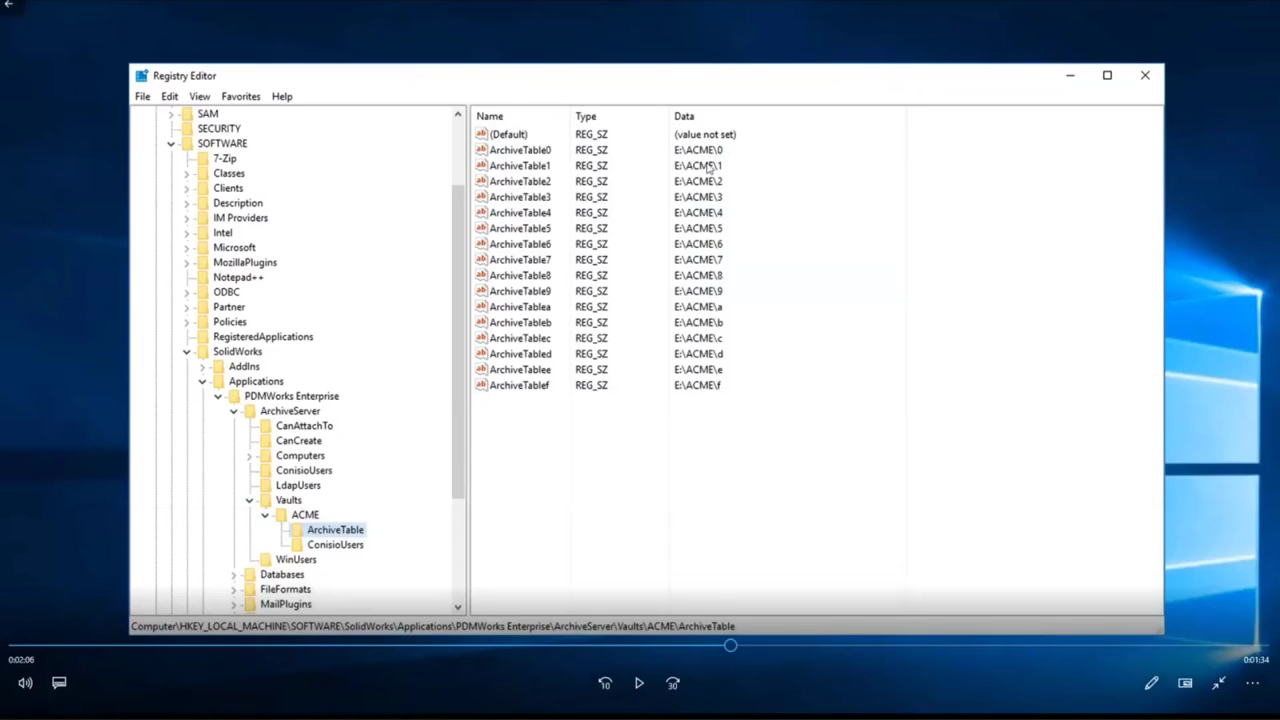 Registry Editor
File Edit View Favorites Help
SAM
SECURITY
SOFTWARE
7-Zip
Classes
Clients
Description
IM Providers
Intel
Microsoft
MozillaPlugins
Notepad++
ODBC
Partner
Policies
RegisteredApplications
SolidWorks
AddIns
Applications
PDMWorks Enterprise
ArchiveServer
CanAttachTo
CanCreate
Computers
ConisioUsers
LdapUsers
Vaults
ACME
ArchiveTable
ConisioUsers
WinUsers
Databases
FileFormats
MailPlugins
Name Type Data
(Default) REG_SZ (value not set)
ArchiveTable0 REG_SZ E:\ACME\0
ArchiveTable1 REG_SZ E:\ACME\1
ArchiveTable2 REG_SZ E:\ACME\2
ArchiveTable3 REG_SZ E:\ACME\3
ArchiveTable4 REG_SZ E:\ACME\4
ArchiveTable5 REG_SZ E:\ACME\5
ArchiveTable6 REG_SZ E:\ACME\6
ArchiveTable7 REG_SZ E:\ACME\7
ArchiveTable8 REG_SZ E:\ACME\8
ArchiveTable9 REG_SZ E:\ACME\9
ArchiveTablea REG_SZ E:\ACME\a
ArchiveTableb REG_SZ E:\ACME\b
ArchiveTablec REG_SZ E:\ACME\c
ArchiveTabled REG_SZ E:\ACME\d
ArchiveTablee REG_SZ E:\ACME\e
ArchiveTablef REG_SZ E:\ACME\f
Computer\HKEY_LOCAL_MACHINE\SOFTWARE\SolidWorks\Applications\PDMWorks Enterprise\ArchiveServer\Vaults\ACME\ArchiveTable
0:02:06 0:01:34
10 30